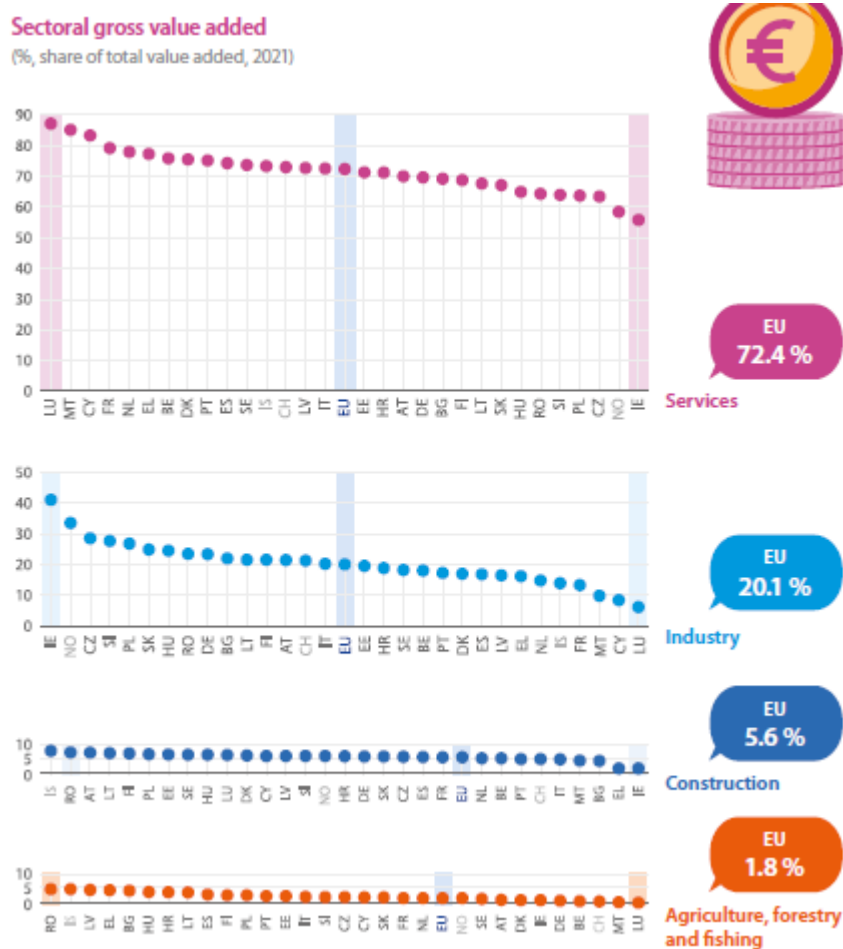 Sectoral gross value added
(%, share of total value added, 2021)
€
90
80
70
60
50
40
30
20
10
0
LU MT CY FR NL EL BE DK PT ES SE IS CH LV IT EU EE HR AT DE BG FI LT SK HU RO SI PL CZ NO IE
EU
72.4 %
Services
50
40
30
20
10
0
IE NO CZ SI PL SK HU RO DE BG LT FI AT CH IT EU EE HR SE BE PT DK ES LV EL NL IS FR MT CY LU
EU
20.1 %
Industry
10
5
0
IS RO AT LT FI PL EE SE HU LU DK CY LV SI NO HR DE SK CZ ES FR EU NL BE PT CH IT MT BG EL IE
EU
5.6 %
Construction
10
5
0
RO IS LV EL BG HU HR LT ES FI PL PT EE IT SI CZ CY SK FR NL EU NO SE AT DK IE DE BE CH MT LU
EU
1.8 %
Agriculture, forestry
and fishing